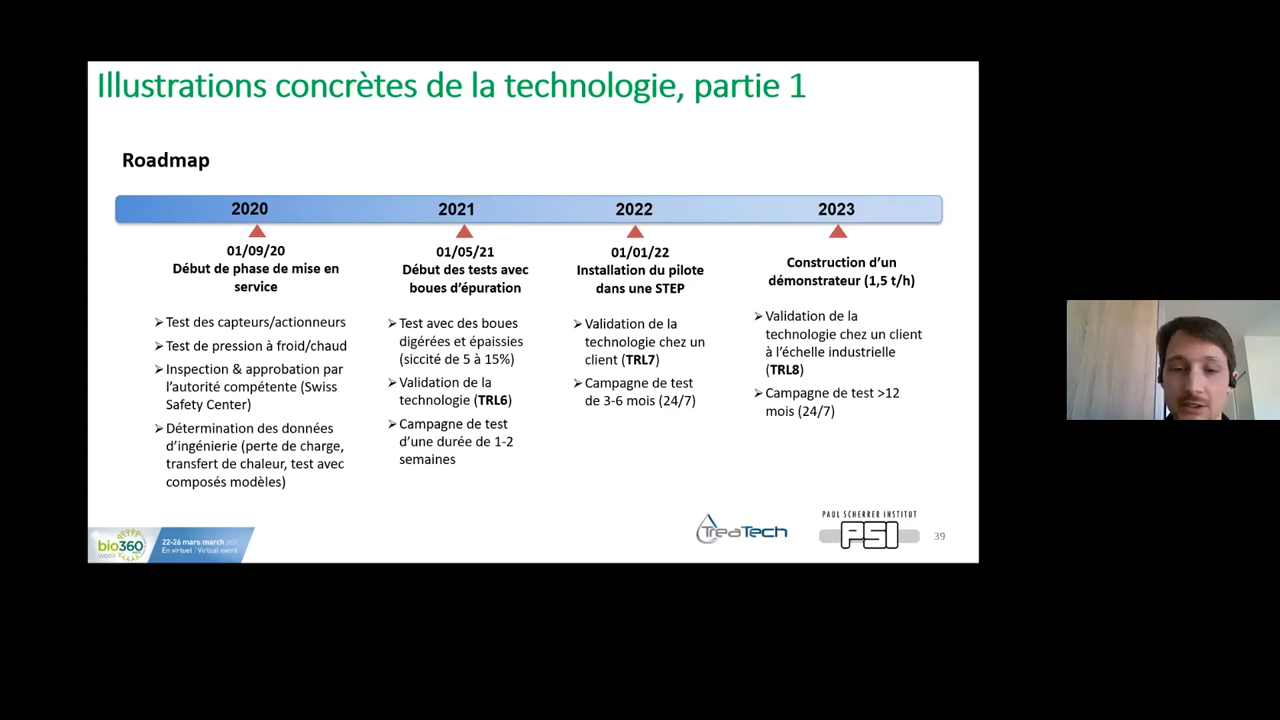 Illustrations concrètes de la technologie, partie 1
Roadmap
2020
2021
2022
2023
01/09/20
Début de phase de mise en
service
➢Test des capteurs/actionneurs
➢Test de pression à froid/chaud
➢Inspection & approbation par
l'autorité compétente (Swiss
Safety Center)
➢Détermination des données
d'ingénierie (perte de charge,
transfert de chaleur, test avec
composés modèles)
01/05/21
Début des tests avec
boues d'épuration
➢Test avec des boues
digérées et épaissies
(siccité de 5 à 15%)
➢Validation de la
technologie (TRL6)
➢Campagne de test
d'une durée de 1-2
semaines
01/01/22
Installation du pilote
dans une STEP
➢Validation de la
technologie chez un
client (TRL7)
➢Campagne de test
de 3-6 mois (24/7)
Construction d'un
démonstrateur (1,5 t/h)
➢Validation de la
technologie chez un client
à l'échelle industrielle
(TRL8)
➢Campagne de test >12
mois (24/7)
bio360
week
22-26 mars/march 2021
En virtuel / Virtual event
TreaTech
PAUL SCHERRER INSTITUT
PSI
39